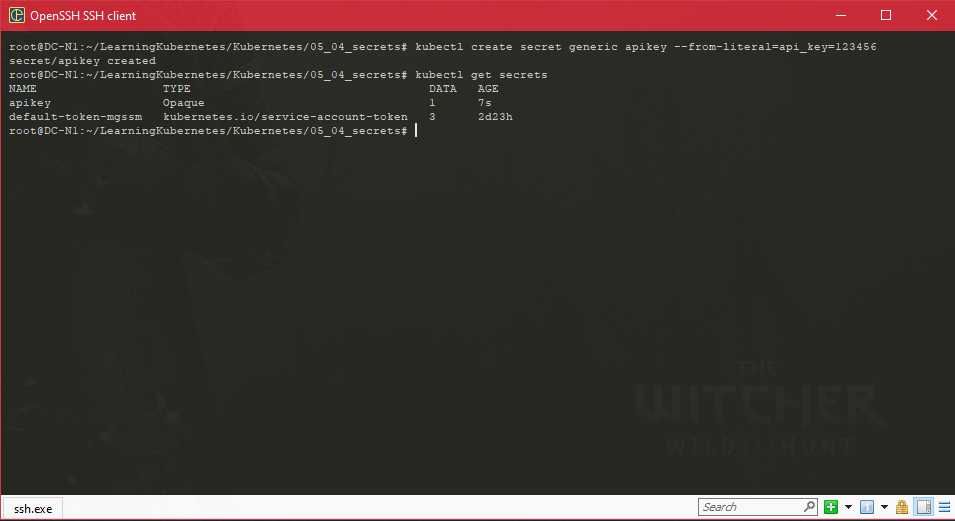 OpenSSH SSH client
root@DC-N1:~/LearningKubernetes/Kubernetes/05_04_secrets# kubectl create secret generic apikey --from-literal=api_key=123456
secret/apikey created
root@DC-N1:~/LearningKubernetes/Kubernetes/05_04_secrets# kubectl get secrets
NAME TYPE DATA AGE
apikey Opaque 1 7s
default-token-mgssm kubernetes.io/service-account-token 3 2d23h
root@DC-N1:~/LearningKubernetes/Kubernetes/05_04_secrets#
THE
WITCHER
WILD HUNT
ssh.exe
Search